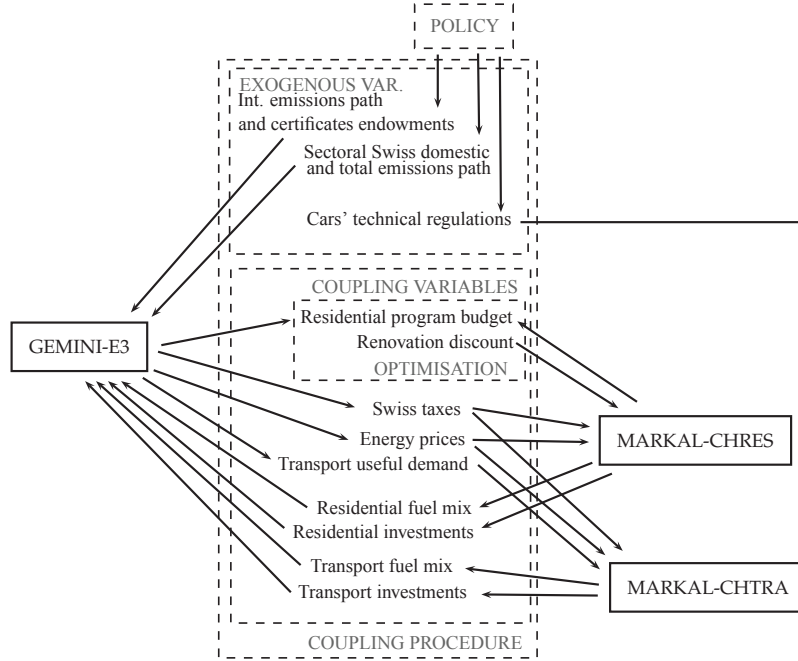 POLICY
EXOGENOUS VAR.
Int. emissions path
and certificates endowments
Sectoral Swiss domestic
and total emissions path
Cars' technical regulations
COUPLING VARIABLES
Residential program budget
Renovation discount
OPTIMISATION
GEMINI-E3
Swiss taxes
Energy prices
Transport useful demand
MARKAL-CHRES
Residential fuel mix
Residential investments
Transport fuel mix
Transport investments
MARKAL-CHTRA
COUPLING PROCEDURE